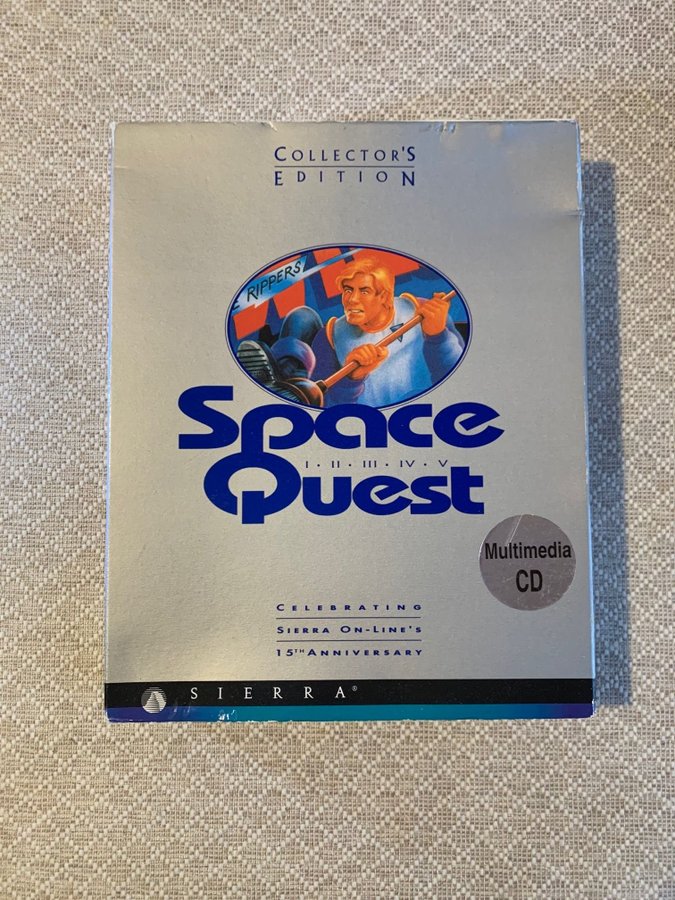 COLLECTOR'S
EDITION
E RIPPERS
Space
I · II · III · IV · V
Quest
Multimedia
CD
CELEBRATING
SIERRA ON-LINE'S
15TH ANNIVERSARY
SIERRA®